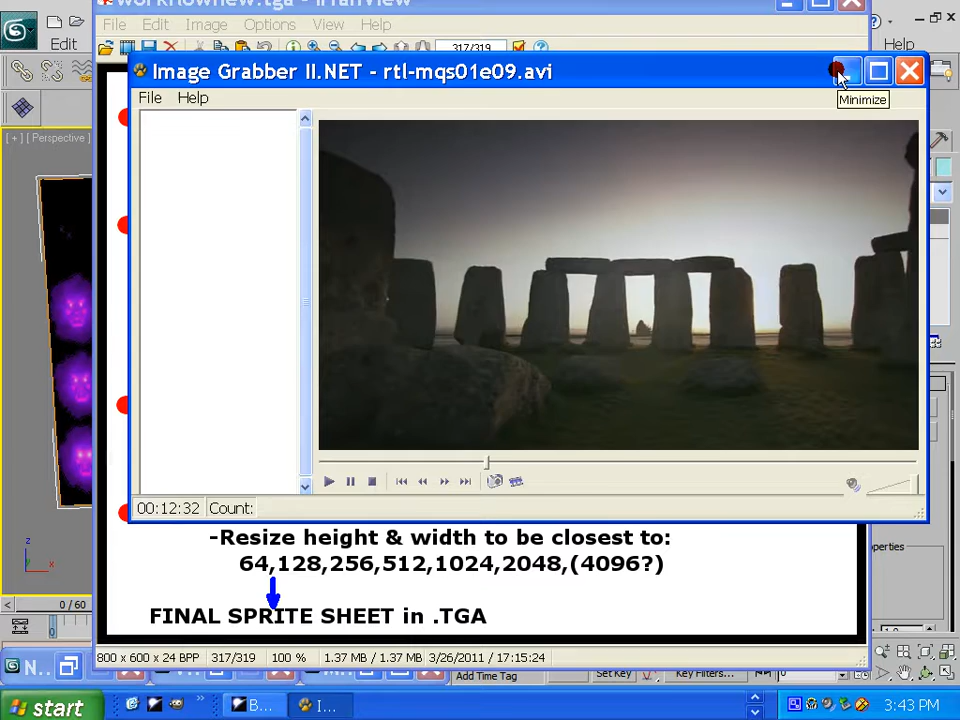 workflownew.tga - IrfanView
File Edit Image Options View Help
Edit
Help
317/319
Image Grabber II.NET - rtl-mqs01e09.avi
File Help
Minimize
[ + ] [ Perspective
00:12:32 Count:
-Resize height & width to be closest to:
64,128,256,512,1024,2048,(4096?)
FINAL SPRITE SHEET in .TGA
roperties
z
x
0 / 60
0
800 x 600 x 24 BPP 317/319 100 % 1.37 MB / 1.37 MB 3/26/2011 / 17:15:24
N...
Add Time Tag
Set Key
Key Filters...
start
B...
I...
3:43 PM